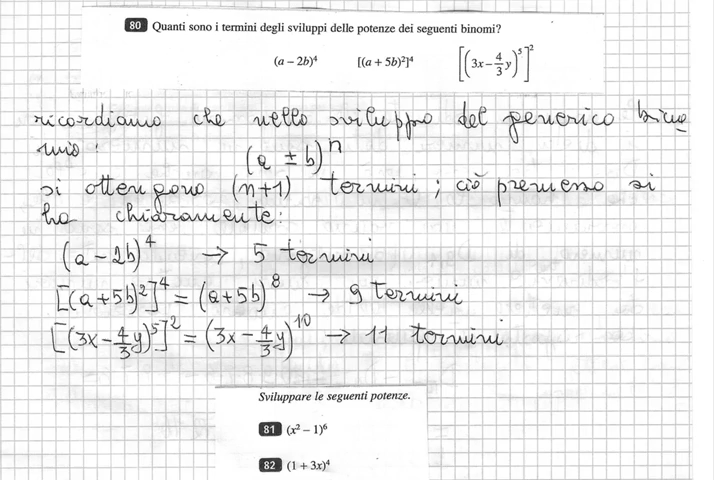 80 Quanti sono i termini degli sviluppi delle potenze dei seguenti binomi?
(a − 2b)⁴ [(a + 5b)²]⁴ [(3x − 4/3 y)⁵]²
ricordiamo che nello sviluppo del generico bino
mio:
(a ± b)ⁿ
si ottengono (n+1) termini ; ciò premesso si
ha chiaramente:
(a − 2b)⁴ → 5 termini
[(a + 5b)²]⁴ = (a + 5b)⁸ → 9 termini
[(3x − 4/3 y)⁵]² = (3x − 4/3 y)¹⁰ → 11 termini
Sviluppare le seguenti potenze.
81 (x² − 1)⁶
82 (1 + 3x)⁴